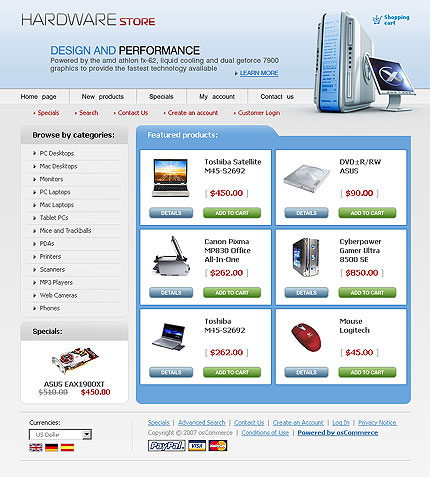 HARDWARE STORE
Shopping cart
DESIGN AND PERFORMANCE
Powered by the amd athlon fx-62, liquid cooling and dual geforce 7900
graphics to provide the fastest technology available
LEARN MORE
Home page New products Specials My account Contact us
Specials Search Contact Us Create an account Customer Login
Browse by categories:
PC Desktops
Mac Desktops
Monitors
PC Laptops
Mac Laptops
Tablet PCs
Mice and Trackballs
PDAs
Printers
Scanners
MP3 Players
Web Cameras
Phones
Specials:
ASUS EAX1900XT
$510.00 $450.00
Featured products:
Toshiba Satellite
M45-S2692
[ $450.00 ]
DETAILS ADD TO CART
DVD±R/RW
ASUS
[ $90.00 ]
DETAILS ADD TO CART
Canon Pixma
MP830 Office
All-In-One
[ $262.00 ]
DETAILS ADD TO CART
Cyberpower
Gamer Ultra
8500 SE
[ $850.00 ]
DETAILS ADD TO CART
Toshiba
M45-S2692
[ $262.00 ]
DETAILS ADD TO CART
Mouse
Logitech
[ $45.00 ]
DETAILS ADD TO CART
Currencies:
US Dollar
Specials | Advanced Search | Contact Us | Create an Account | Log In | Privacy Notice
Copyright © 2007 osCommerce | Conditions of Use | Powered by osCommerce
PayPal VISA